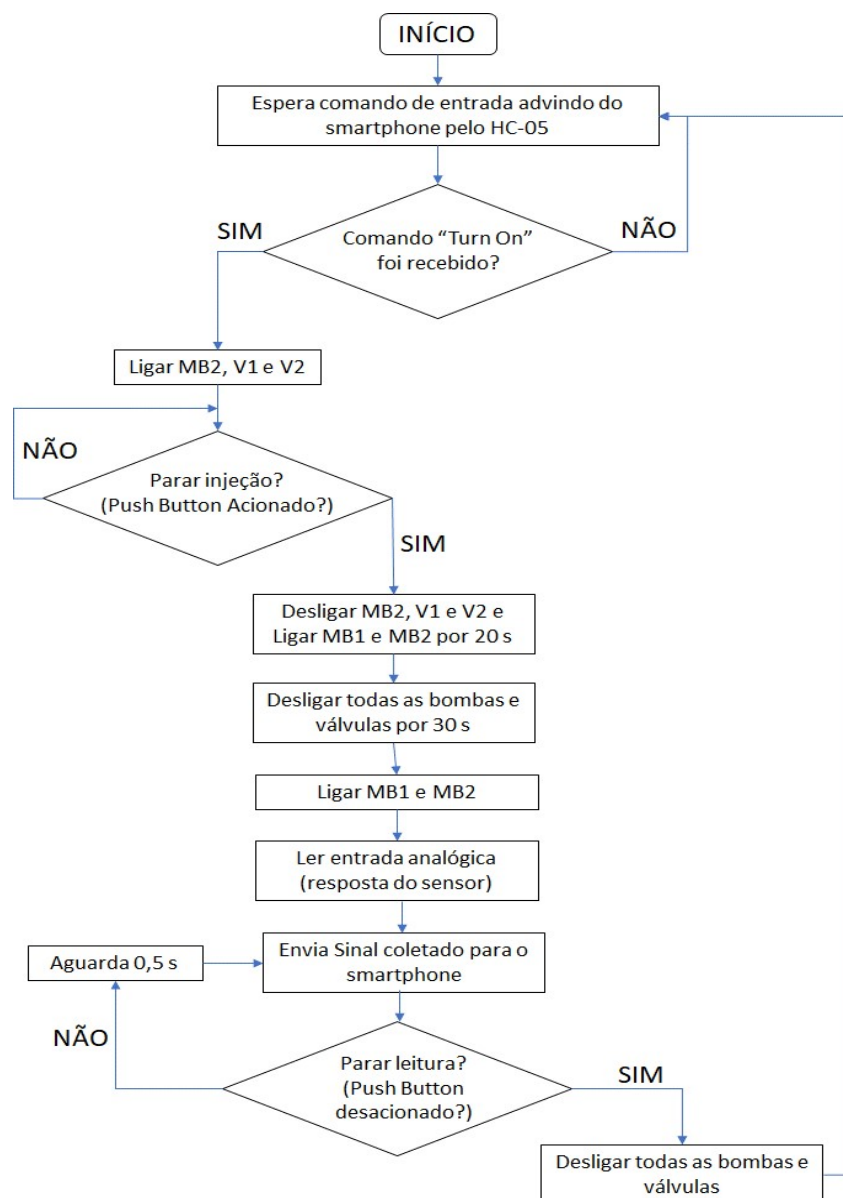 INÍCIO
Espera comando de entrada advindo do
smartphone pelo HC-05
SIM
Comando “Turn On”
foi recebido?
NÃO
Ligar MB2, V1 e V2
NÃO
Parar injeção?
(Push Button Acionado?)
SIM
Desligar MB2, V1 e V2 e
Ligar MB1 e MB2 por 20 s
Desligar todas as bombas e
válvulas por 30 s
Ligar MB1 e MB2
Ler entrada analógica
(resposta do sensor)
Aguarda 0,5 s
Envia Sinal coletado para o
smartphone
NÃO
Parar leitura?
(Push Button
desacionado?)
SIM
Desligar todas as bombas e
válvulas